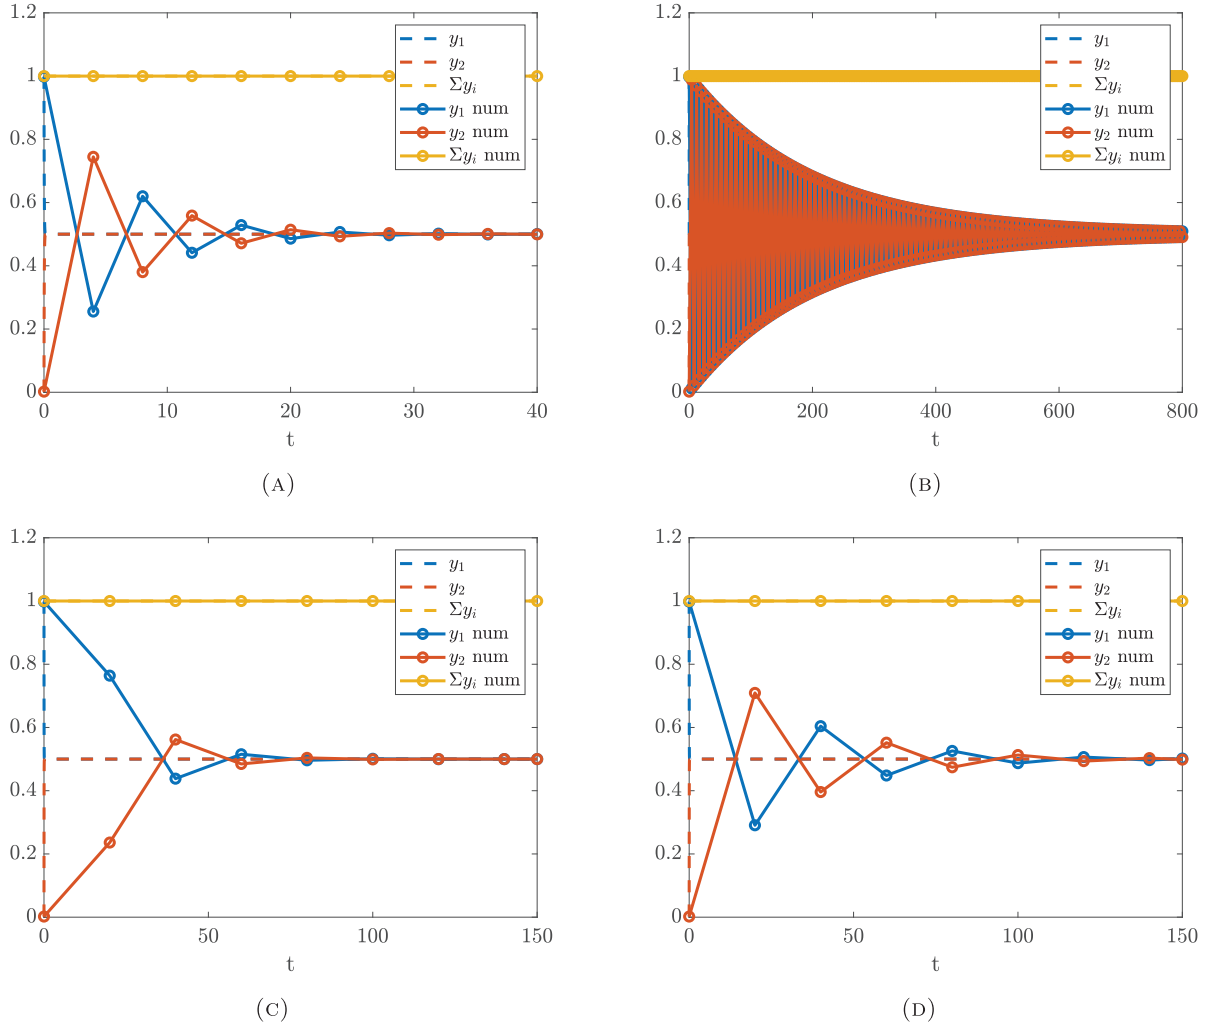 1.2
1
0.8
0.6
0.4
0.2
0
0 10 20 30 40
t
y₁
y₂
Σyᵢ
y₁ num
y₂ num
Σyᵢ num
(A)
1.2
1
0.8
0.6
0.4
0.2
0
0 200 400 600 800
t
y₁
y₂
Σyᵢ
y₁ num
y₂ num
Σyᵢ num
(B)
1.2
1
0.8
0.6
0.4
0.2
0
0 50 100 150
t
y₁
y₂
Σyᵢ
y₁ num
y₂ num
Σyᵢ num
(C)
1.2
1
0.8
0.6
0.4
0.2
0
0 50 100 150
t
y₁
y₂
Σyᵢ
y₁ num
y₂ num
Σyᵢ num
(D)